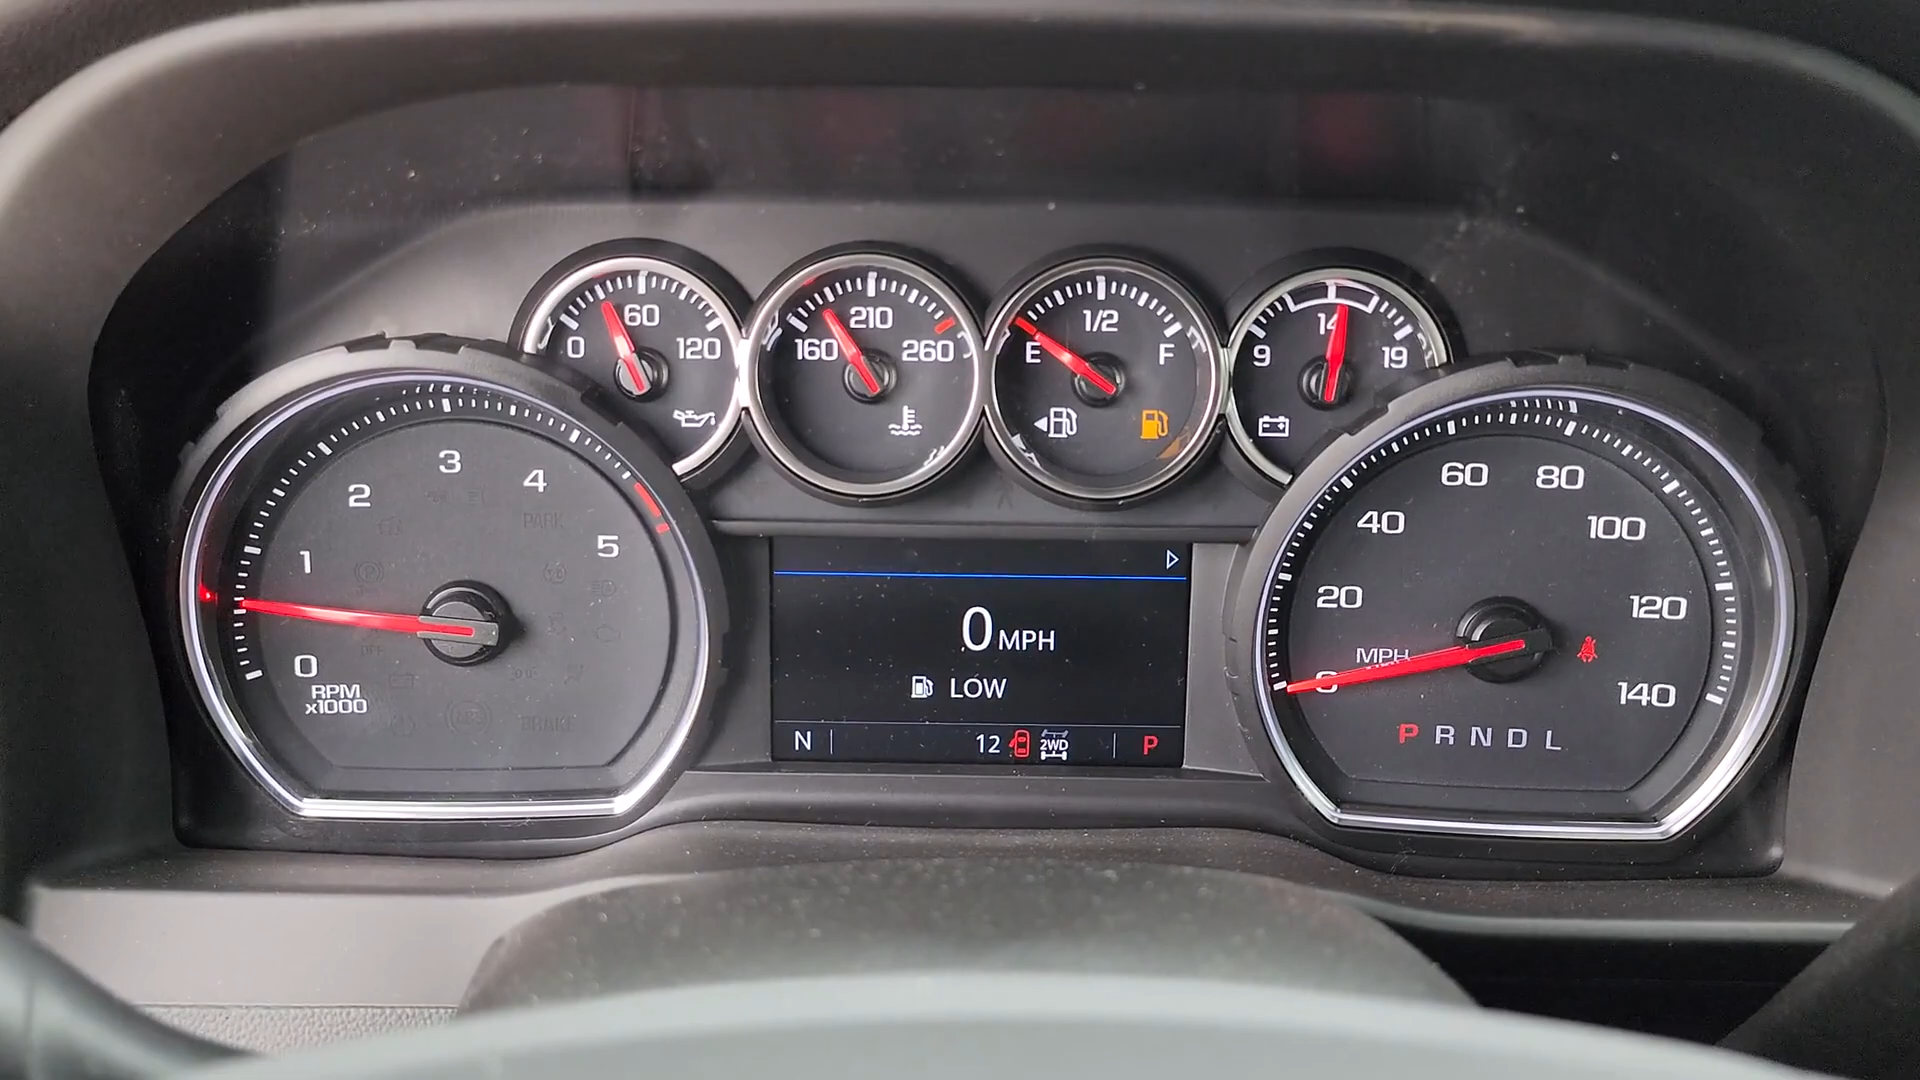 60
0 120
210
160 260
1/2
E F
14
9 19
3
2 4
PARK
1 5
0
RPM
x1000
BRAKE
0 MPH
LOW
N 12 2WD P
60 80
40 100
20 120
MPH
0 140
P R N D L